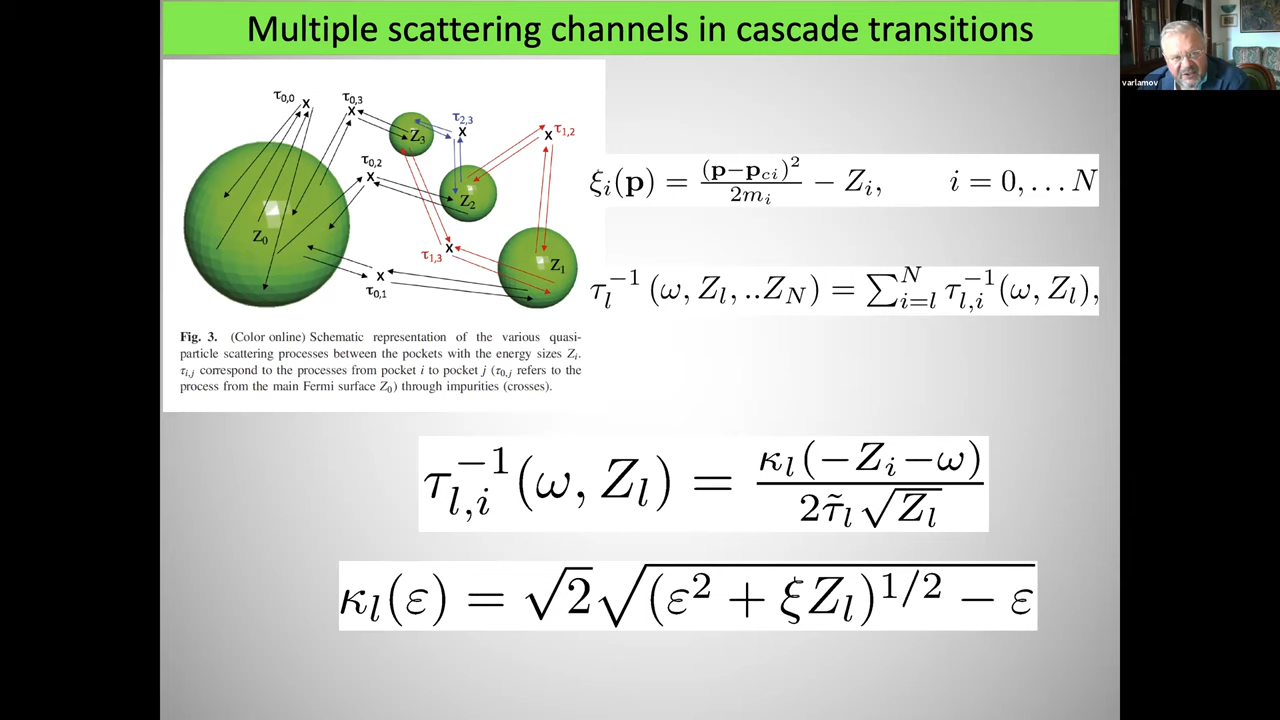 Multiple scattering channels in cascade transitions
varlamov
τ0,0
τ0,3
τ2,3
τ1,2
Z3
τ0,2
Z2
Z0
τ1,3
Z1
τ0,1
x
x
x
x
x
x
x
Fig. 3. (Color online) Schematic representation of the various quasi-
particle scattering processes between the pockets with the energy sizes Zi.
τi,j correspond to the processes from pocket i to pocket j (τ0,j refers to the
process from the main Fermi surface Z0) through impurities (crosses).
ξi(p) = (p−pci)²/2mi − Zi, i = 0, … N
τl⁻¹ (ω, Zl, ..ZN) = ∑_{i=l}^{N} τl,i⁻¹(ω, Zl),
τl,i⁻¹(ω, Zl) = κl(−Zi−ω)/2τ̃l√Zl
κl(ε) = √2√((ε² + ξZl)^{1/2} − ε)